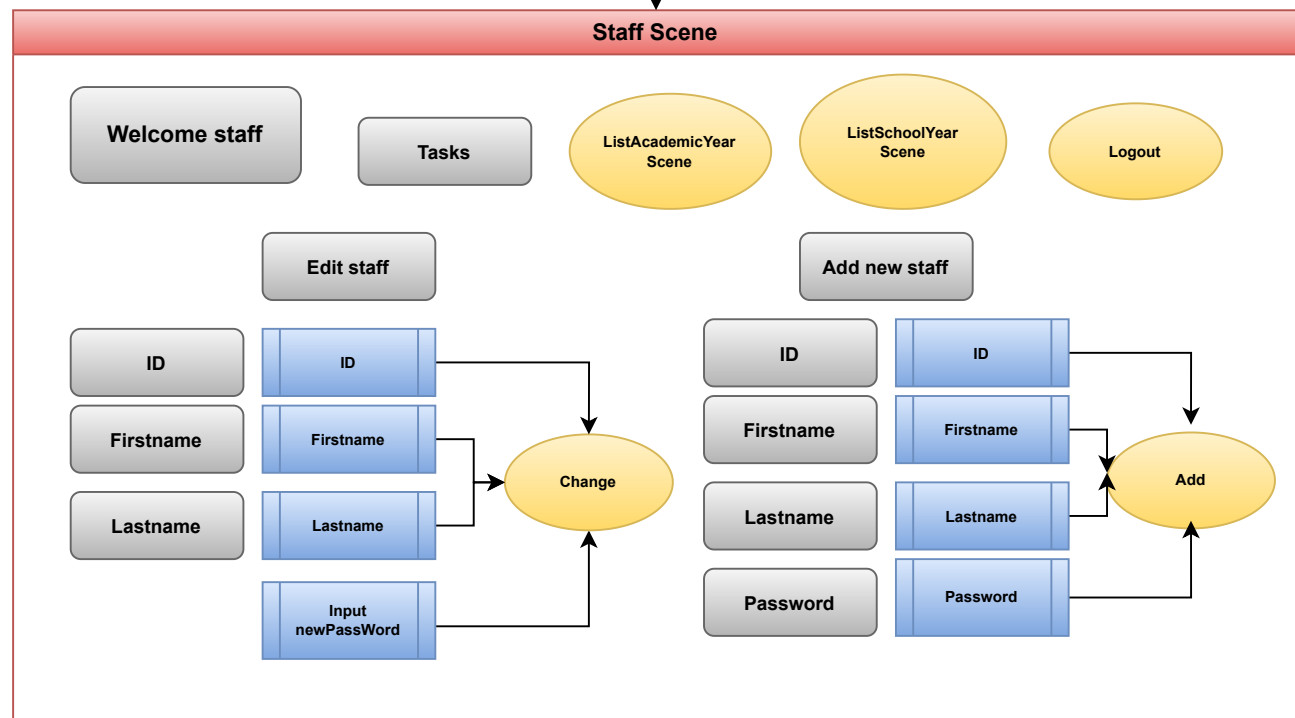 Staff Scene
Welcome staff
Tasks
ListAcademicYear
Scene
ListSchoolYear
Scene
Logout
Edit staff
Add new staff
ID
ID
Firstname
Firstname
Lastname
Lastname
Input
newPassWord
Change
ID
ID
Firstname
Firstname
Lastname
Lastname
Password
Password
Add